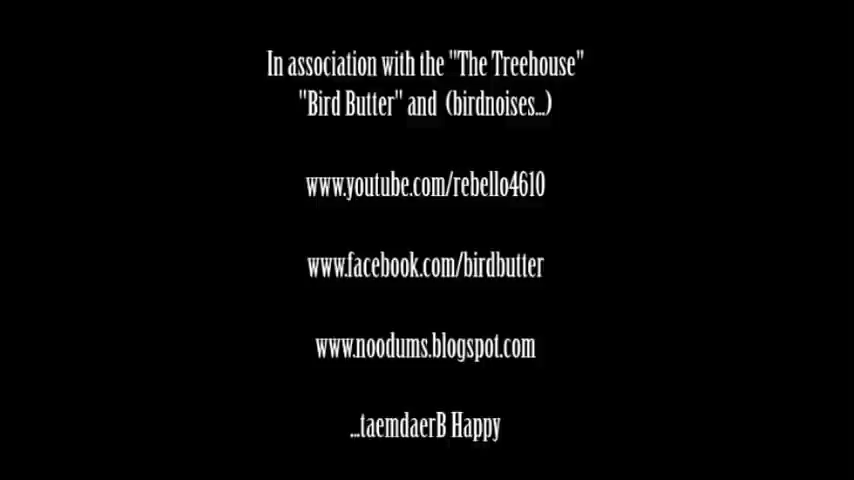 In association with the "The Treehouse"
"Bird Butter" and (birdnoises...)
www.youtube.com/rebello4610
www.facebook.com/birdbutter
www.noodums.blogspot.com
...taemdaerB Happy